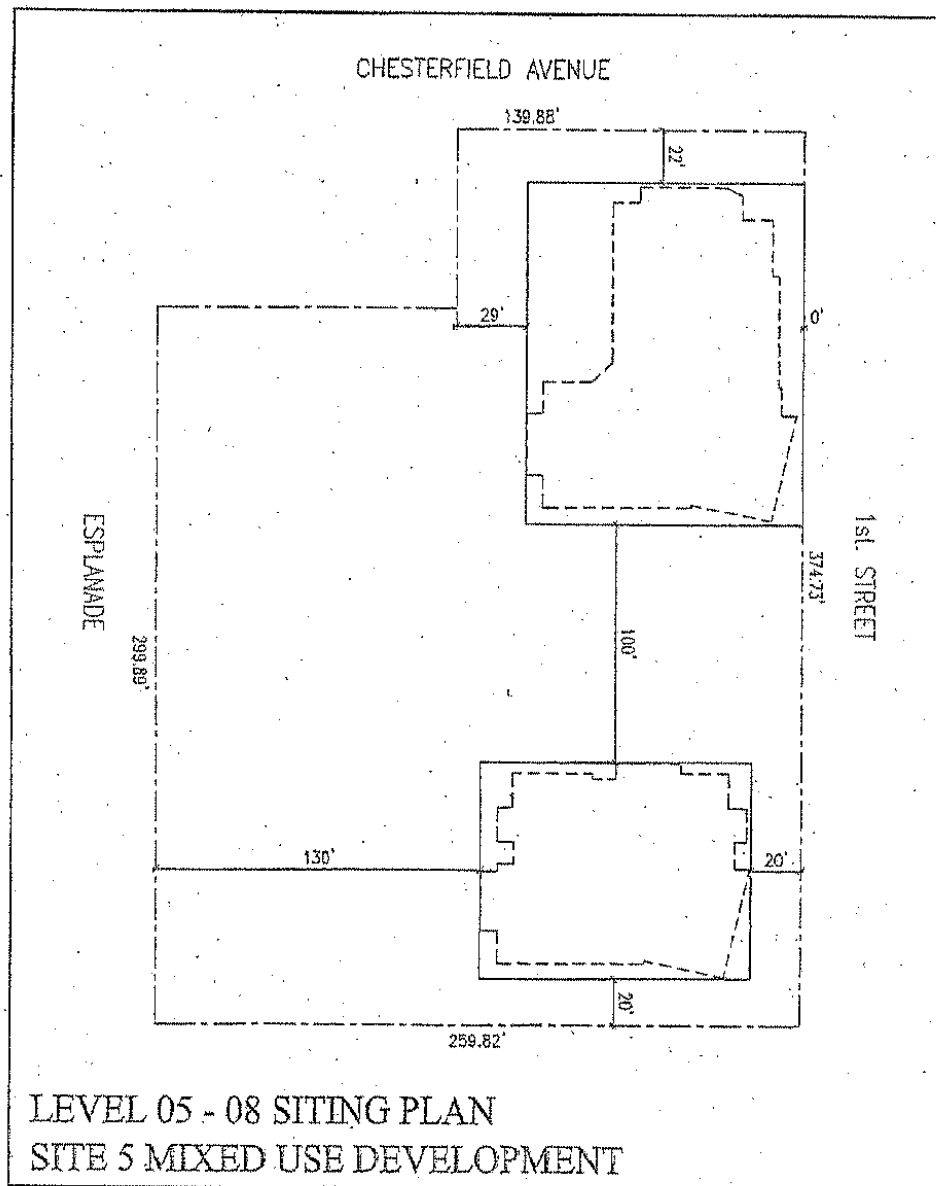 CHESTERFIELD AVENUE
139.88'
22'
29'
0'
ESPLANADE
299.89'
1st. STREET
374.73'
100'
130'
20'
20'
259.82'
LEVEL 05 - 08 SITING PLAN
SITE 5 MIXED USE DEVELOPMENT